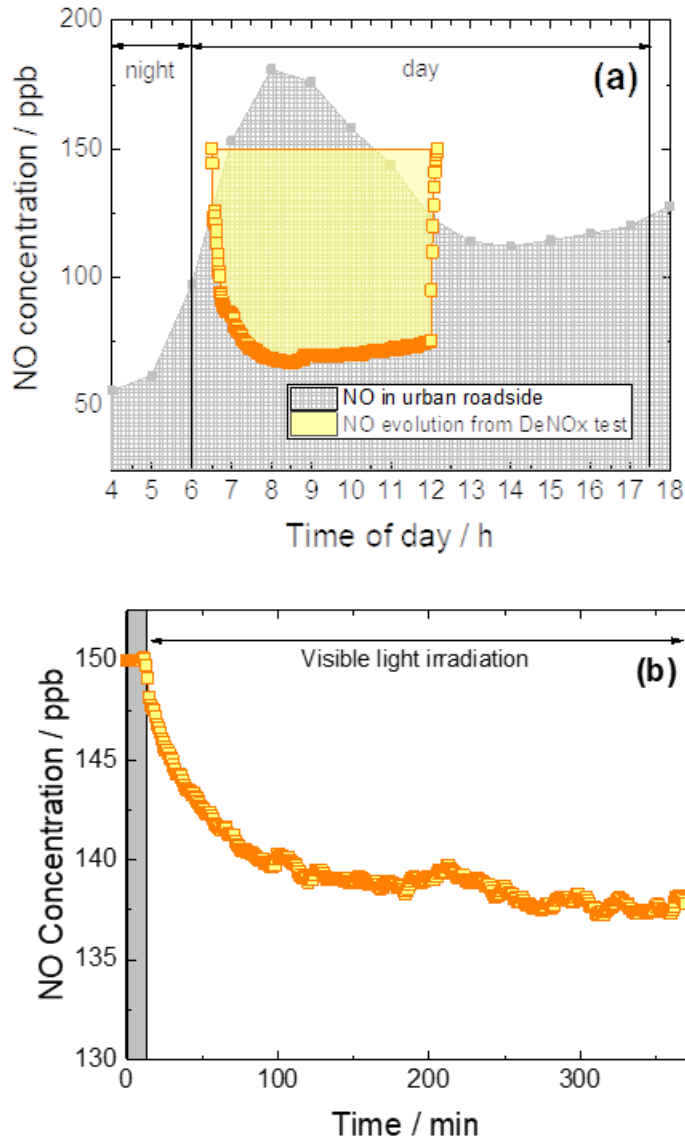 200
night
day
(a)
150
100
50
NO concentration / ppb
NO in urban roadside
NO evolution from DeNOx test
4 5 6 7 8 9 10 11 12 13 14 15 16 17 18
Time of day / h
Visible light irradiation
(b)
150
145
140
135
130
NO Concentration / ppb
0 100 200 300
Time / min